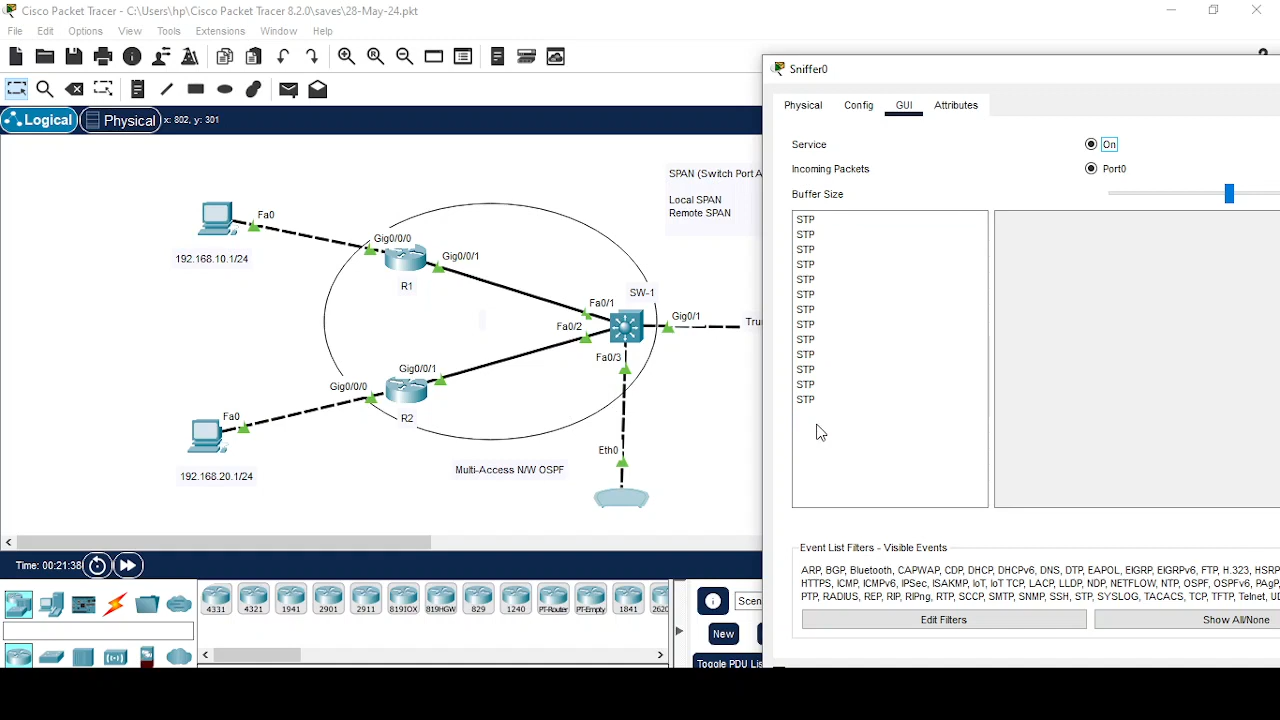 Cisco Packet Tracer - C:\Users\hp\Cisco Packet Tracer 8.2.0\saves\28-May-24.pkt
File Edit Options View Tools Extensions Window Help
Logical Physical x: 802, y: 301
SPAN (Switch Port A
Local SPAN
Remote SPAN
Fa0
192.168.10.1/24
Gig0/0/0
Gig0/0/1
R1
SW-1
Fa0/1
Gig0/1
Fa0/2
Fa0/3
Gig0/0/1
Gig0/0/0
R2
Fa0
192.168.20.1/24
Eth0
Multi-Access N/W OSPF
Time: 00:21:38
4331 4321 1941 2901 2911 819IOX 819HGW 829 1240 PT-Router PT-Empty 1841 2620
Scen
New
Toggle PDU Lis
Sniffer0
Physical Config GUI Attributes
Service On
Incoming Packets Port0
Buffer Size
STP
STP
STP
STP
STP
STP
STP
STP
STP
STP
STP
STP
STP
Event List Filters - Visible Events
ARP, BGP, Bluetooth, CAPWAP, CDP, DHCP, DHCPv6, DNS, DTP, EAPOL, EIGRP, EIGRPv6, FTP, H.323, HSRP
HTTPS, ICMP, ICMPv6, IPSec, ISAKMP, IoT, IoT TCP, LACP, LLDP, NDP, NETFLOW, NTP, OSPF, OSPFv6, PAgP
PTP, RADIUS, REP, RIP, RIPng, RTP, SCCP, SMTP, SNMP, SSH, STP, SYSLOG, TACACS, TCP, TFTP, Telnet, UD
Edit Filters Show All/None